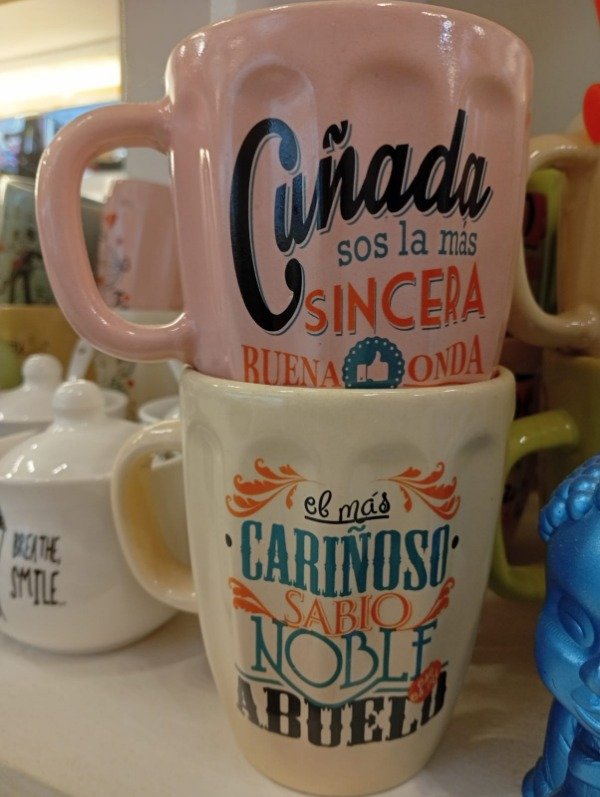 Cuñada
sos la más
SINCERA
BUENA ONDA
el más
CARIÑOSO
SABIO
NOBLE
ABUELO
BREATHE,
SMILE.